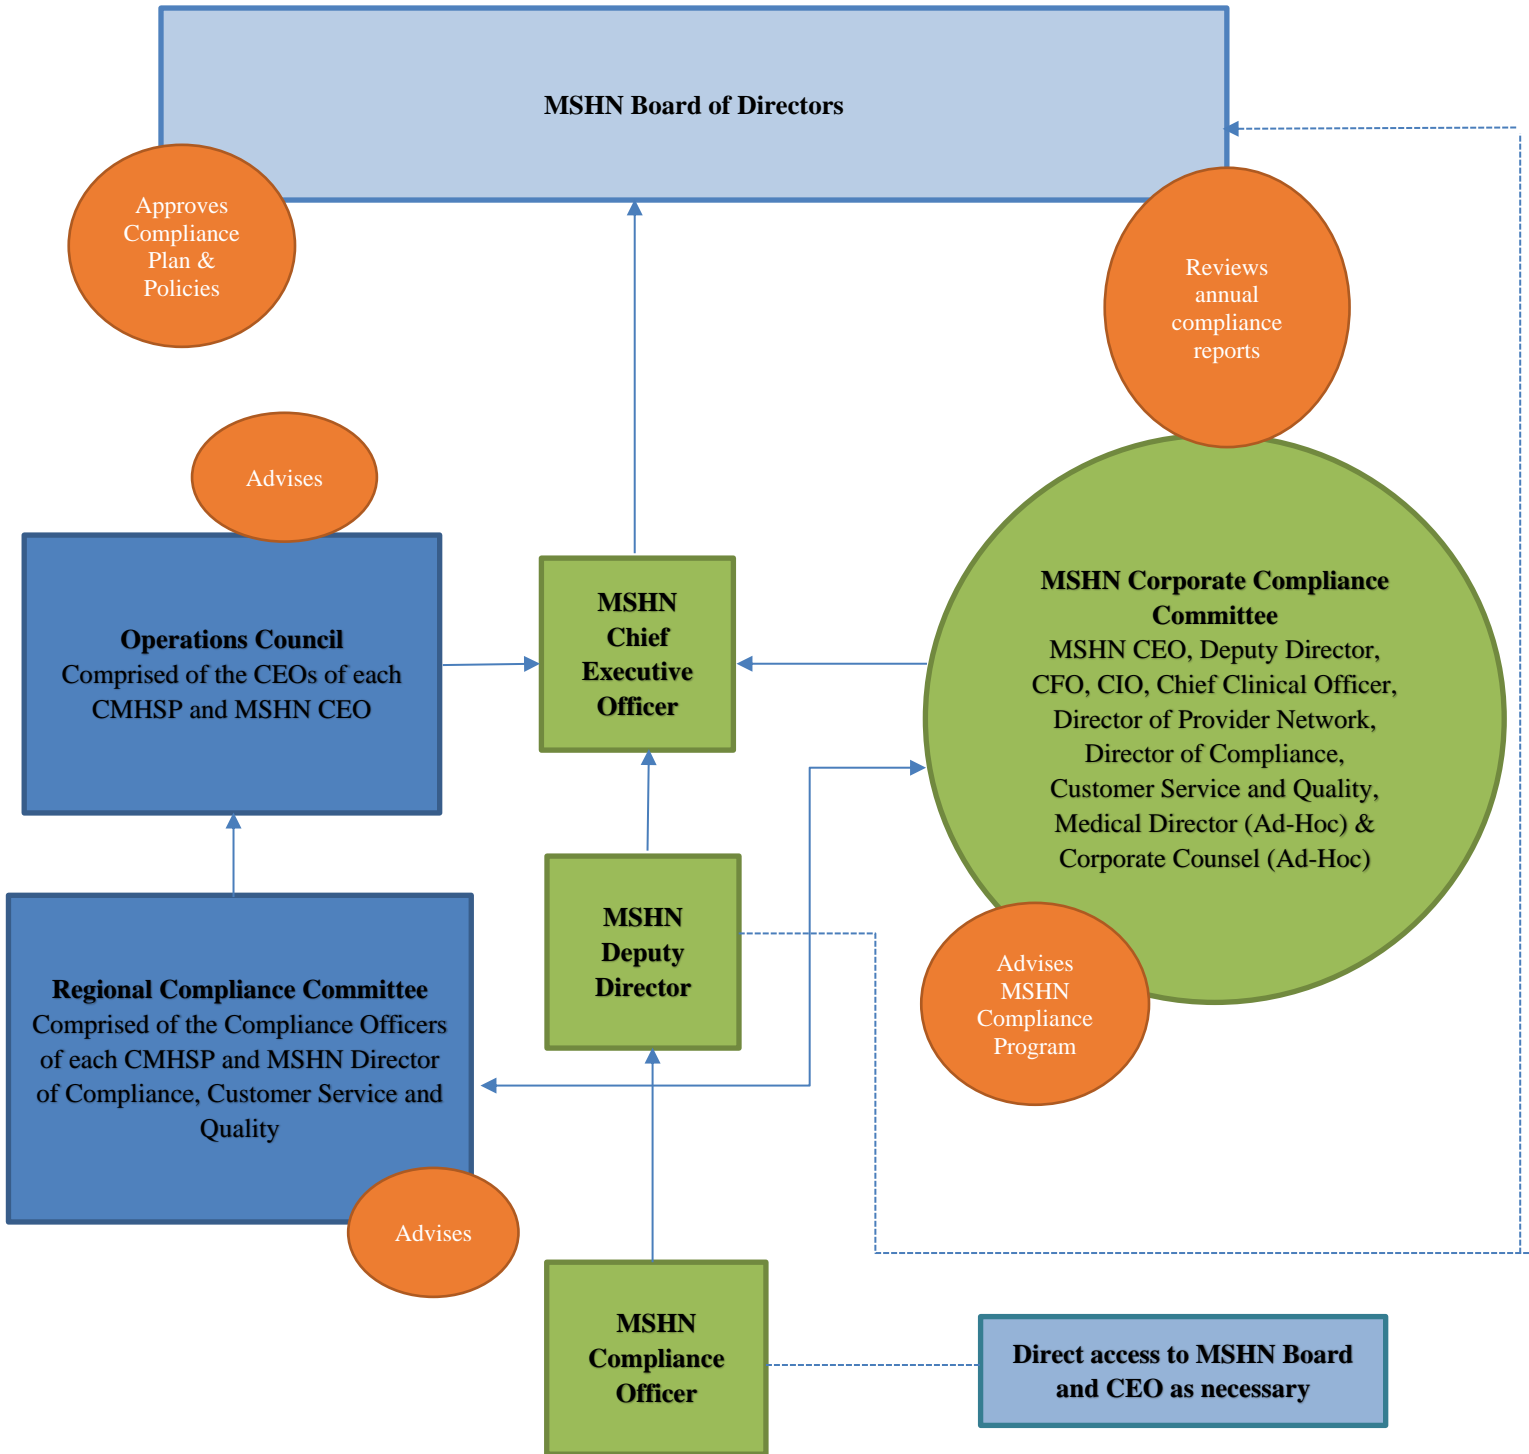 MSHN Board of Directors
Approves
Compliance
Plan &
Policies
Reviews
annual
compliance
reports
Advises
Operations Council
Comprised of the CEOs of each
CMHSP and MSHN CEO
MSHN
Chief
Executive
Officer
MSHN Corporate Compliance
Committee
MSHN CEO, Deputy Director,
CFO, CIO, Chief Clinical Officer,
Director of Provider Network,
Director of Compliance,
Customer Service and Quality,
Medical Director (Ad-Hoc) &
Corporate Counsel (Ad-Hoc)
Regional Compliance Committee
Comprised of the Compliance Officers
of each CMHSP and MSHN Director
of Compliance, Customer Service and
Quality
MSHN
Deputy
Director
Advises
MSHN
Compliance
Program
Advises
MSHN
Compliance
Officer
Direct access to MSHN Board
and CEO as necessary